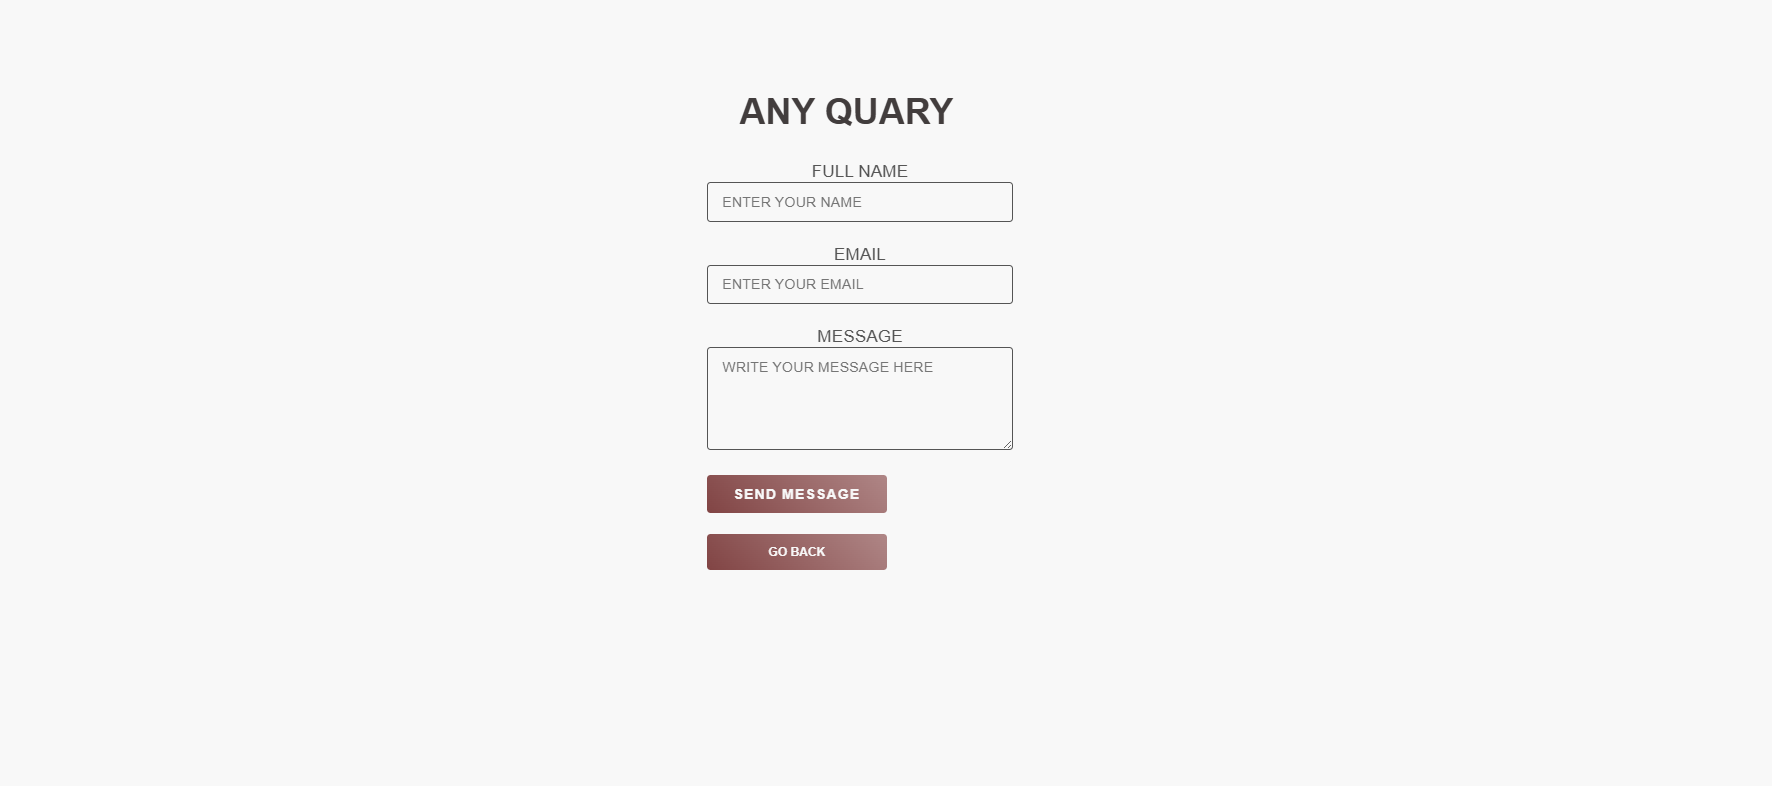 ANY QUARY
FULL NAME
ENTER YOUR NAME
EMAIL
ENTER YOUR EMAIL
MESSAGE
WRITE YOUR MESSAGE HERE
SEND MESSAGE
GO BACK